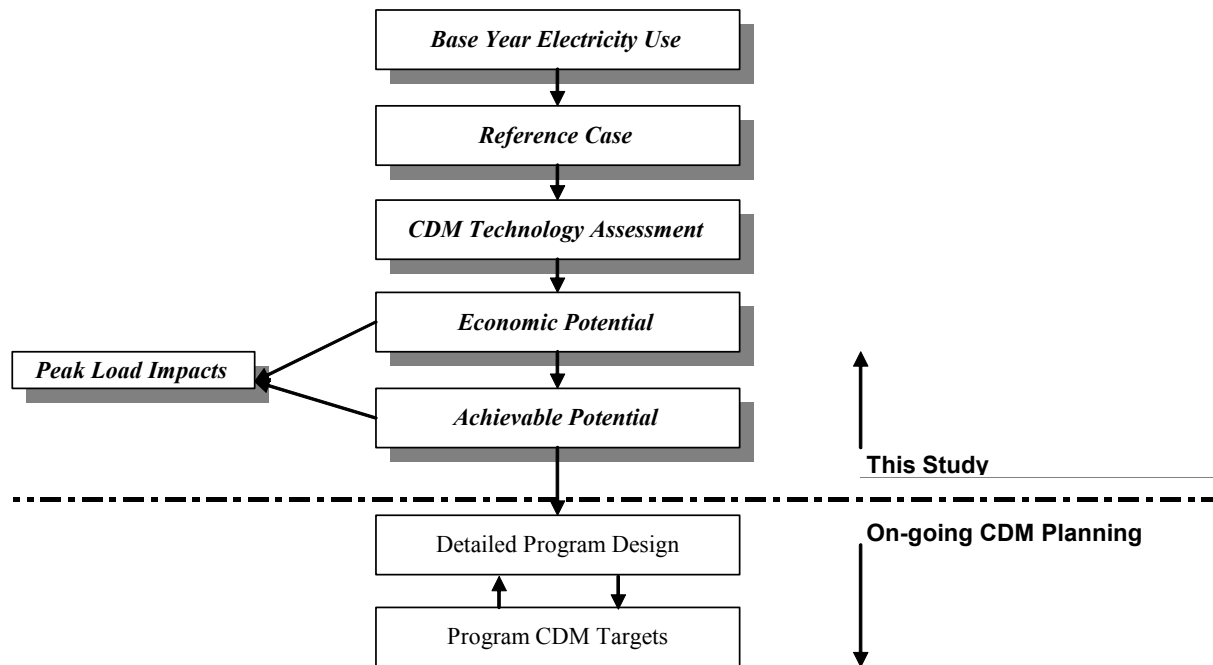 Base Year Electricity Use
Reference Case
CDM Technology Assessment
Economic Potential
Peak Load Impacts
Achievable Potential
This Study
Detailed Program Design
On-going CDM Planning
Program CDM Targets